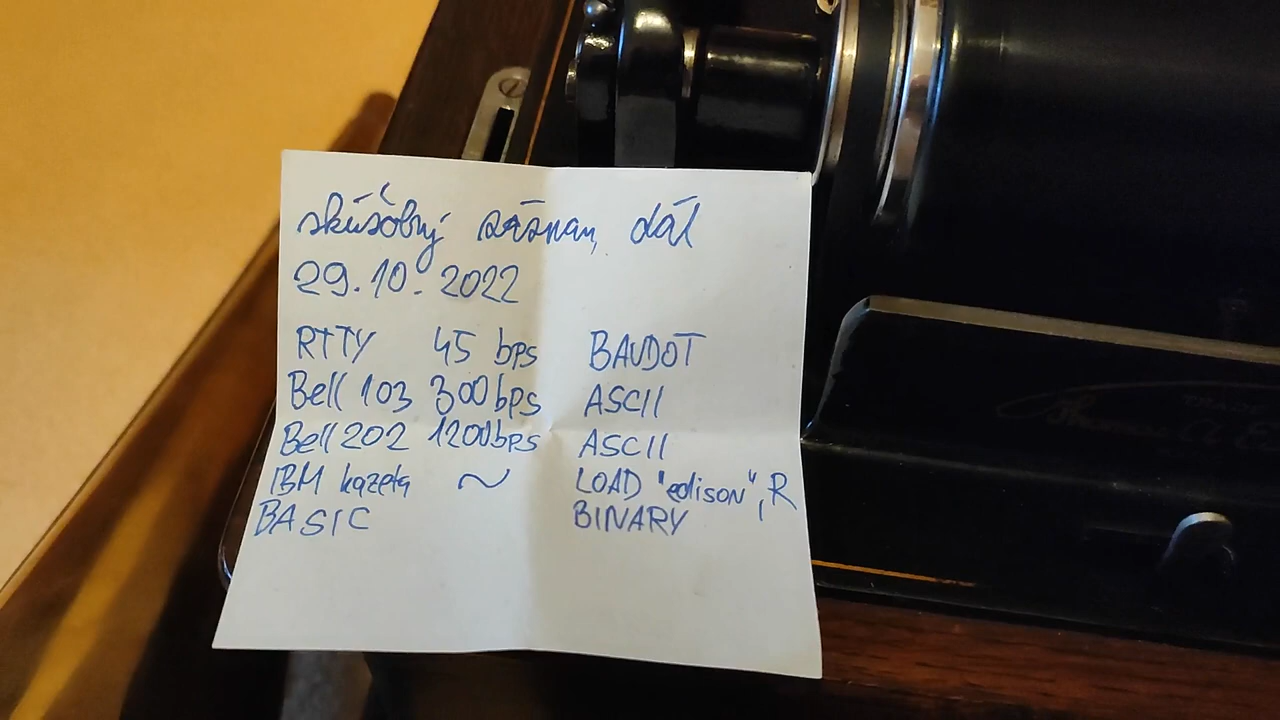 skúšobný záznam, dát
29.10.2022
RTTY 45 bps BAUDOT
Bell 103 300bps ASCII
Bell 202 1200bps ASCII
IBM kazeta ~ LOAD "edison",R
BASIC BINARY